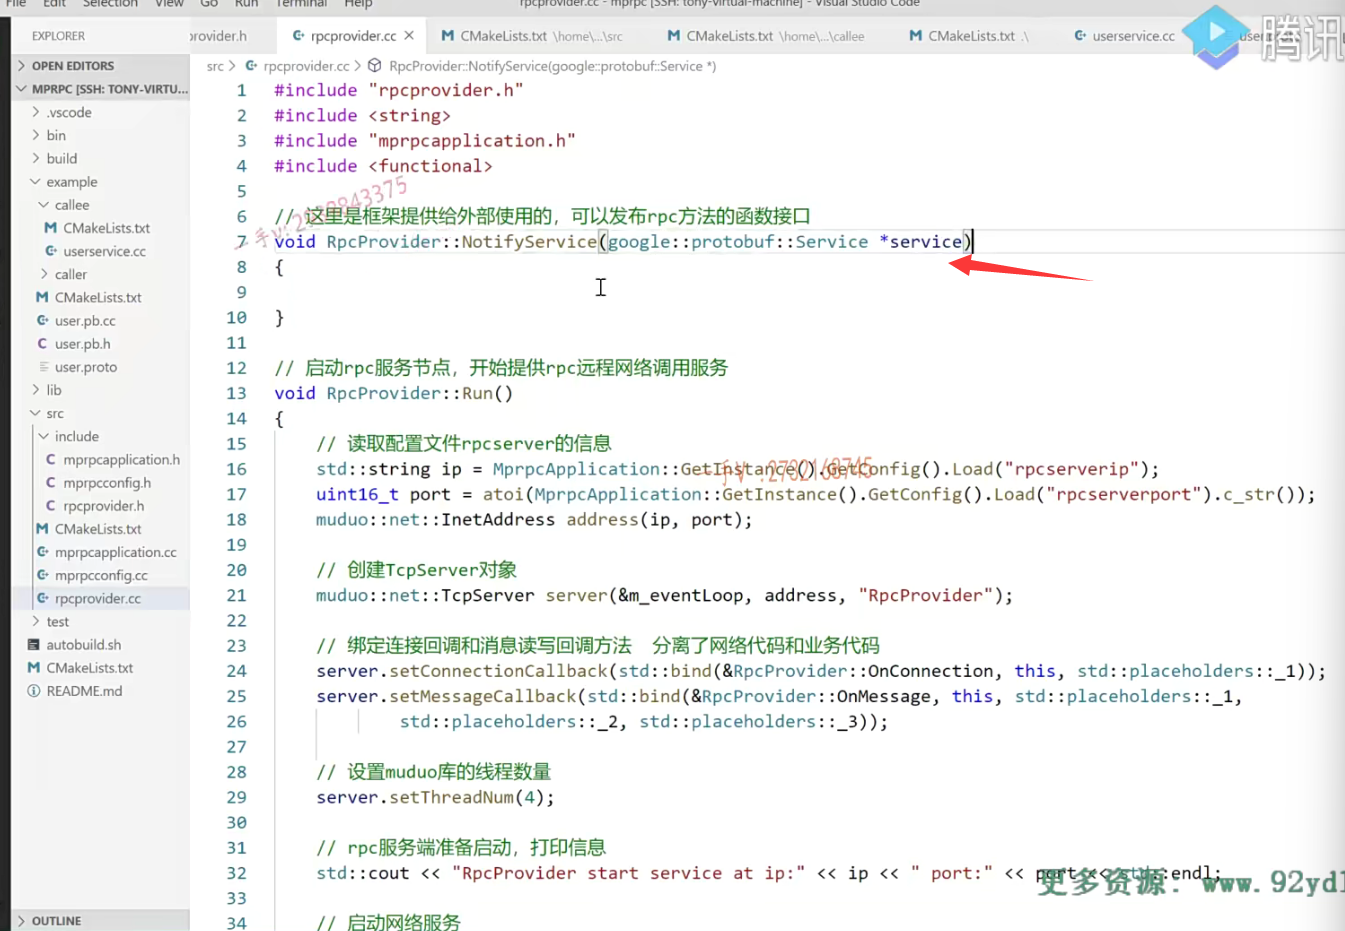 File Edit Selection View Go Run Terminal Help rpcprovider.cc - mprpc [SSH: tony-virtual-machine] - Visual Studio Code
EXPLORER
rovider.h rpcprovider.cc CMakeLists.txt \home\...\src CMakeLists.txt \home\...\callee CMakeLists.txt .\ userservice.cc
腾讯
OPEN EDITORS
MPRPC [SSH: TONY-VIRTU...
.vscode
bin
build
example
callee
CMakeLists.txt
userservice.cc
caller
CMakeLists.txt
user.pb.cc
user.pb.h
user.proto
lib
src
include
mprpcapplication.h
mprpcconfig.h
rpcprovider.h
CMakeLists.txt
mprpcapplication.cc
mprpcconfig.cc
rpcprovider.cc
test
autobuild.sh
CMakeLists.txt
README.md
OUTLINE
src > rpcprovider.cc > RpcProvider::NotifyService(google::protobuf::Service *)
1 #include "rpcprovider.h"
2 #include <string>
3 #include "mprpcapplication.h"
4 #include <functional>
5
6 // 这里是框架提供给外部使用的，可以发布rpc方法的函数接口
7 void RpcProvider::NotifyService(google::protobuf::Service *service)
8 {
9
10 }
11
12 // 启动rpc服务节点，开始提供rpc远程网络调用服务
13 void RpcProvider::Run()
14 {
15 // 读取配置文件rpcserver的信息
16 std::string ip = MprpcApplication::GetInstance().GetConfig().Load("rpcserverip");
17 uint16_t port = atoi(MprpcApplication::GetInstance().GetConfig().Load("rpcserverport").c_str());
18 muduo::net::InetAddress address(ip, port);
19
20 // 创建TcpServer对象
21 muduo::net::TcpServer server(&m_eventLoop, address, "RpcProvider");
22
23 // 绑定连接回调和消息读写回调方法 分离了网络代码和业务代码
24 server.setConnectionCallback(std::bind(&RpcProvider::OnConnection, this, std::placeholders::_1));
25 server.setMessageCallback(std::bind(&RpcProvider::OnMessage, this, std::placeholders::_1,
26 std::placeholders::_2, std::placeholders::_3));
27
28 // 设置muduo库的线程数量
29 server.setThreadNum(4);
30
31 // rpc服务端准备启动，打印信息
32 std::cout << "RpcProvider start service at ip:" << ip << " port:" << port << std::endl;
33
34 // 启动网络服务
更多资源：www.92yd